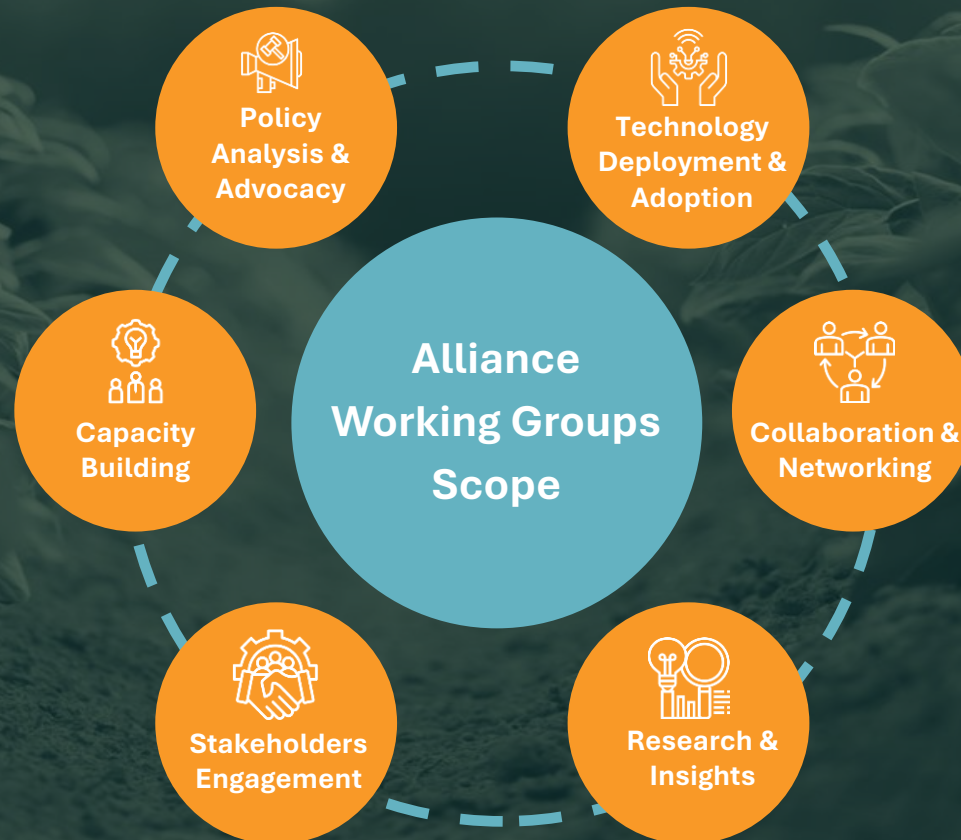 Policy
Analysis &
Advocacy
Technology
Deployment &
Adoption
Alliance
Working Groups
Scope
Capacity
Building
Collaboration &
Networking
Stakeholders
Engagement
Research &
Insights